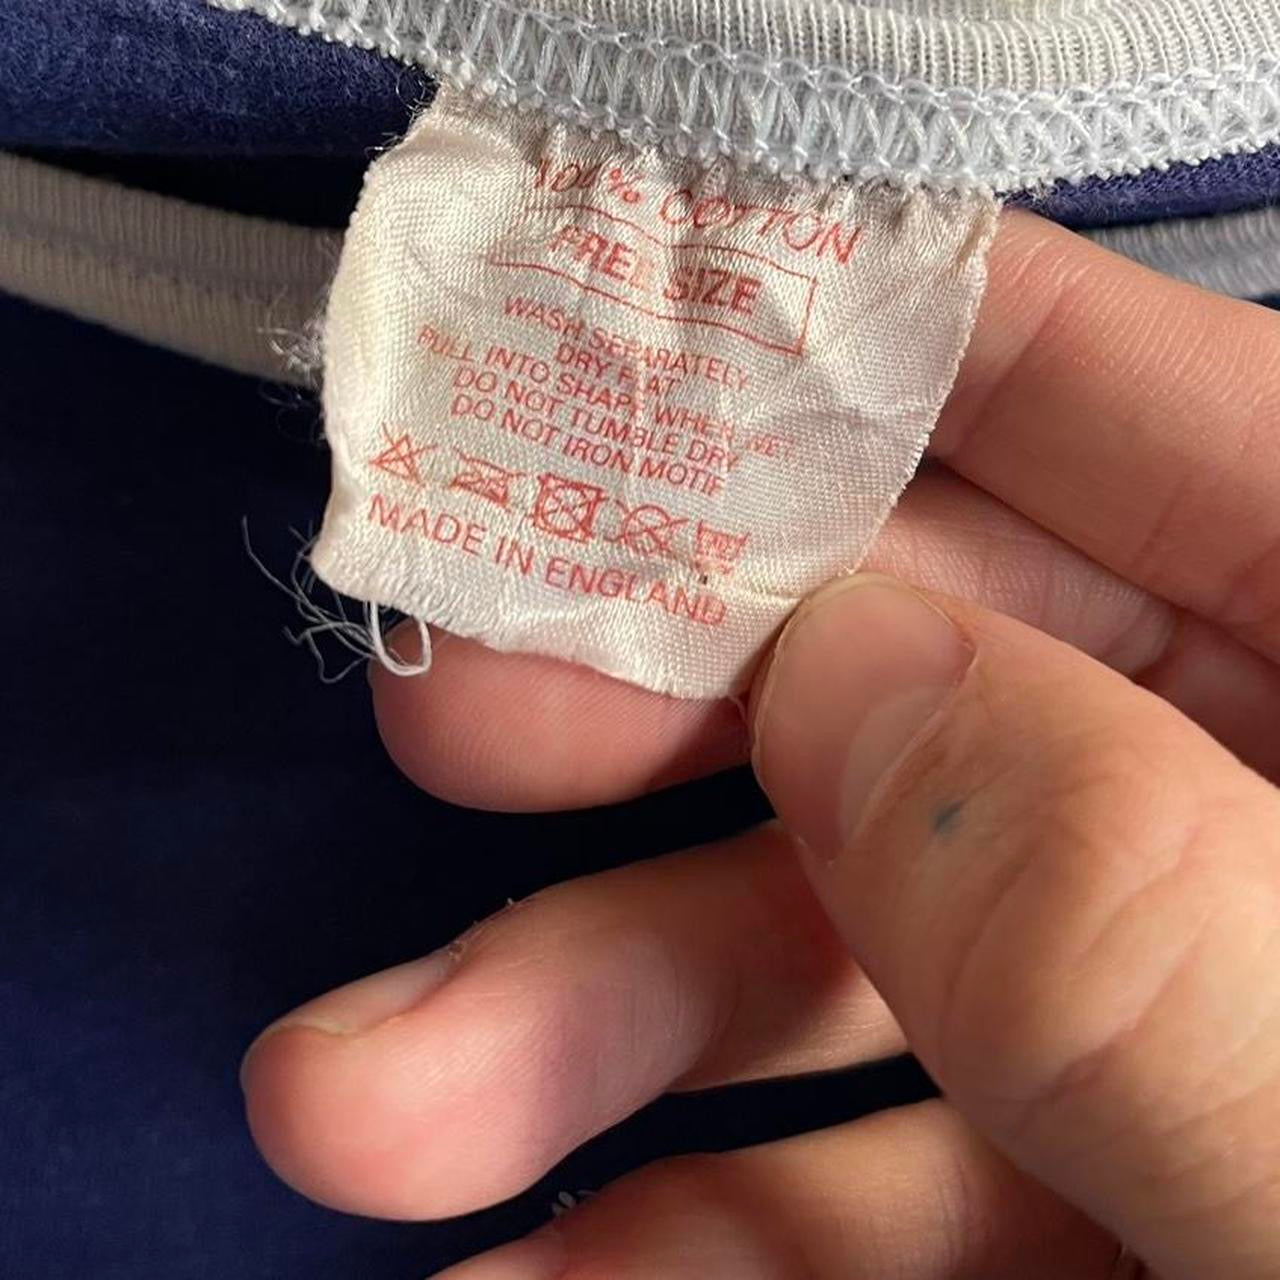 100% COTTON
FREE SIZE
WASH SEPARATELY
DRY FLAT
PULL INTO SHAPE WHEN WET
DO NOT TUMBLE DRY
DO NOT IRON MOTIF
MADE IN ENGLAND